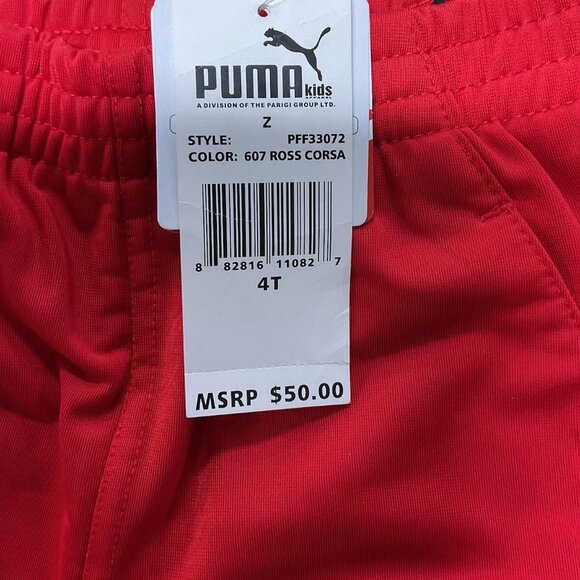 PUMA kids
APPAREL
A DIVISION OF THE PARIGI GROUP LTD.
Z
STYLE: PFF33072
COLOR: 607 ROSS CORSA
8 82816 11082 7
4T
MSRP $50.00